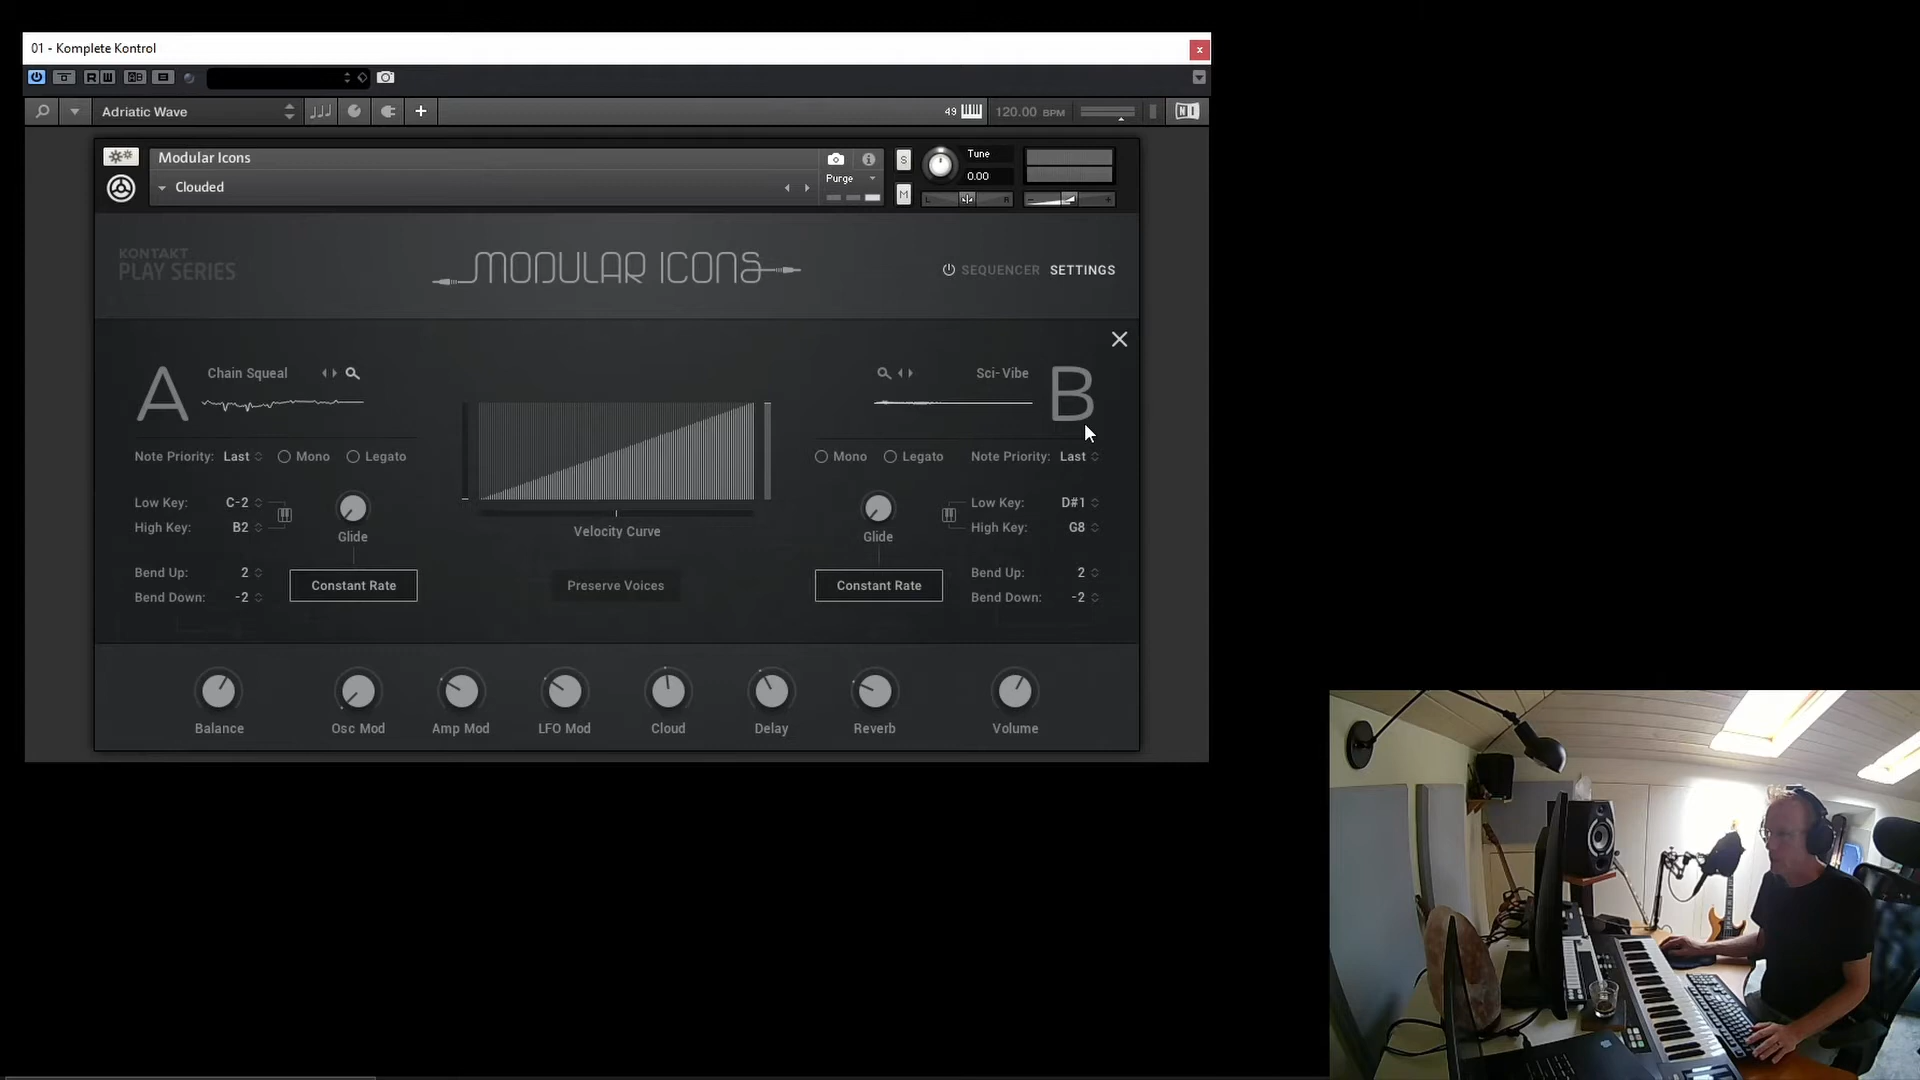 01 - Komplete Kontrol
R W
Adriatic Wave
49
120.00 BPM
Modular Icons
Clouded
Purge
S
M
Tune
0.00
L R
KONTAKT
PLAY SERIES
MODULAR ICONS
SEQUENCER SETTINGS
A
Chain Squeal
Sci-Vibe
B
Note Priority: Last Mono Legato
Mono Legato Note Priority: Last
Low Key: C-2
High Key: B2
Glide
Velocity Curve
Glide
Low Key: D#1
High Key: G8
Bend Up: 2
Bend Down: -2
Constant Rate
Preserve Voices
Constant Rate
Bend Up: 2
Bend Down: -2
Balance
Osc Mod
Amp Mod
LFO Mod
Cloud
Delay
Reverb
Volume